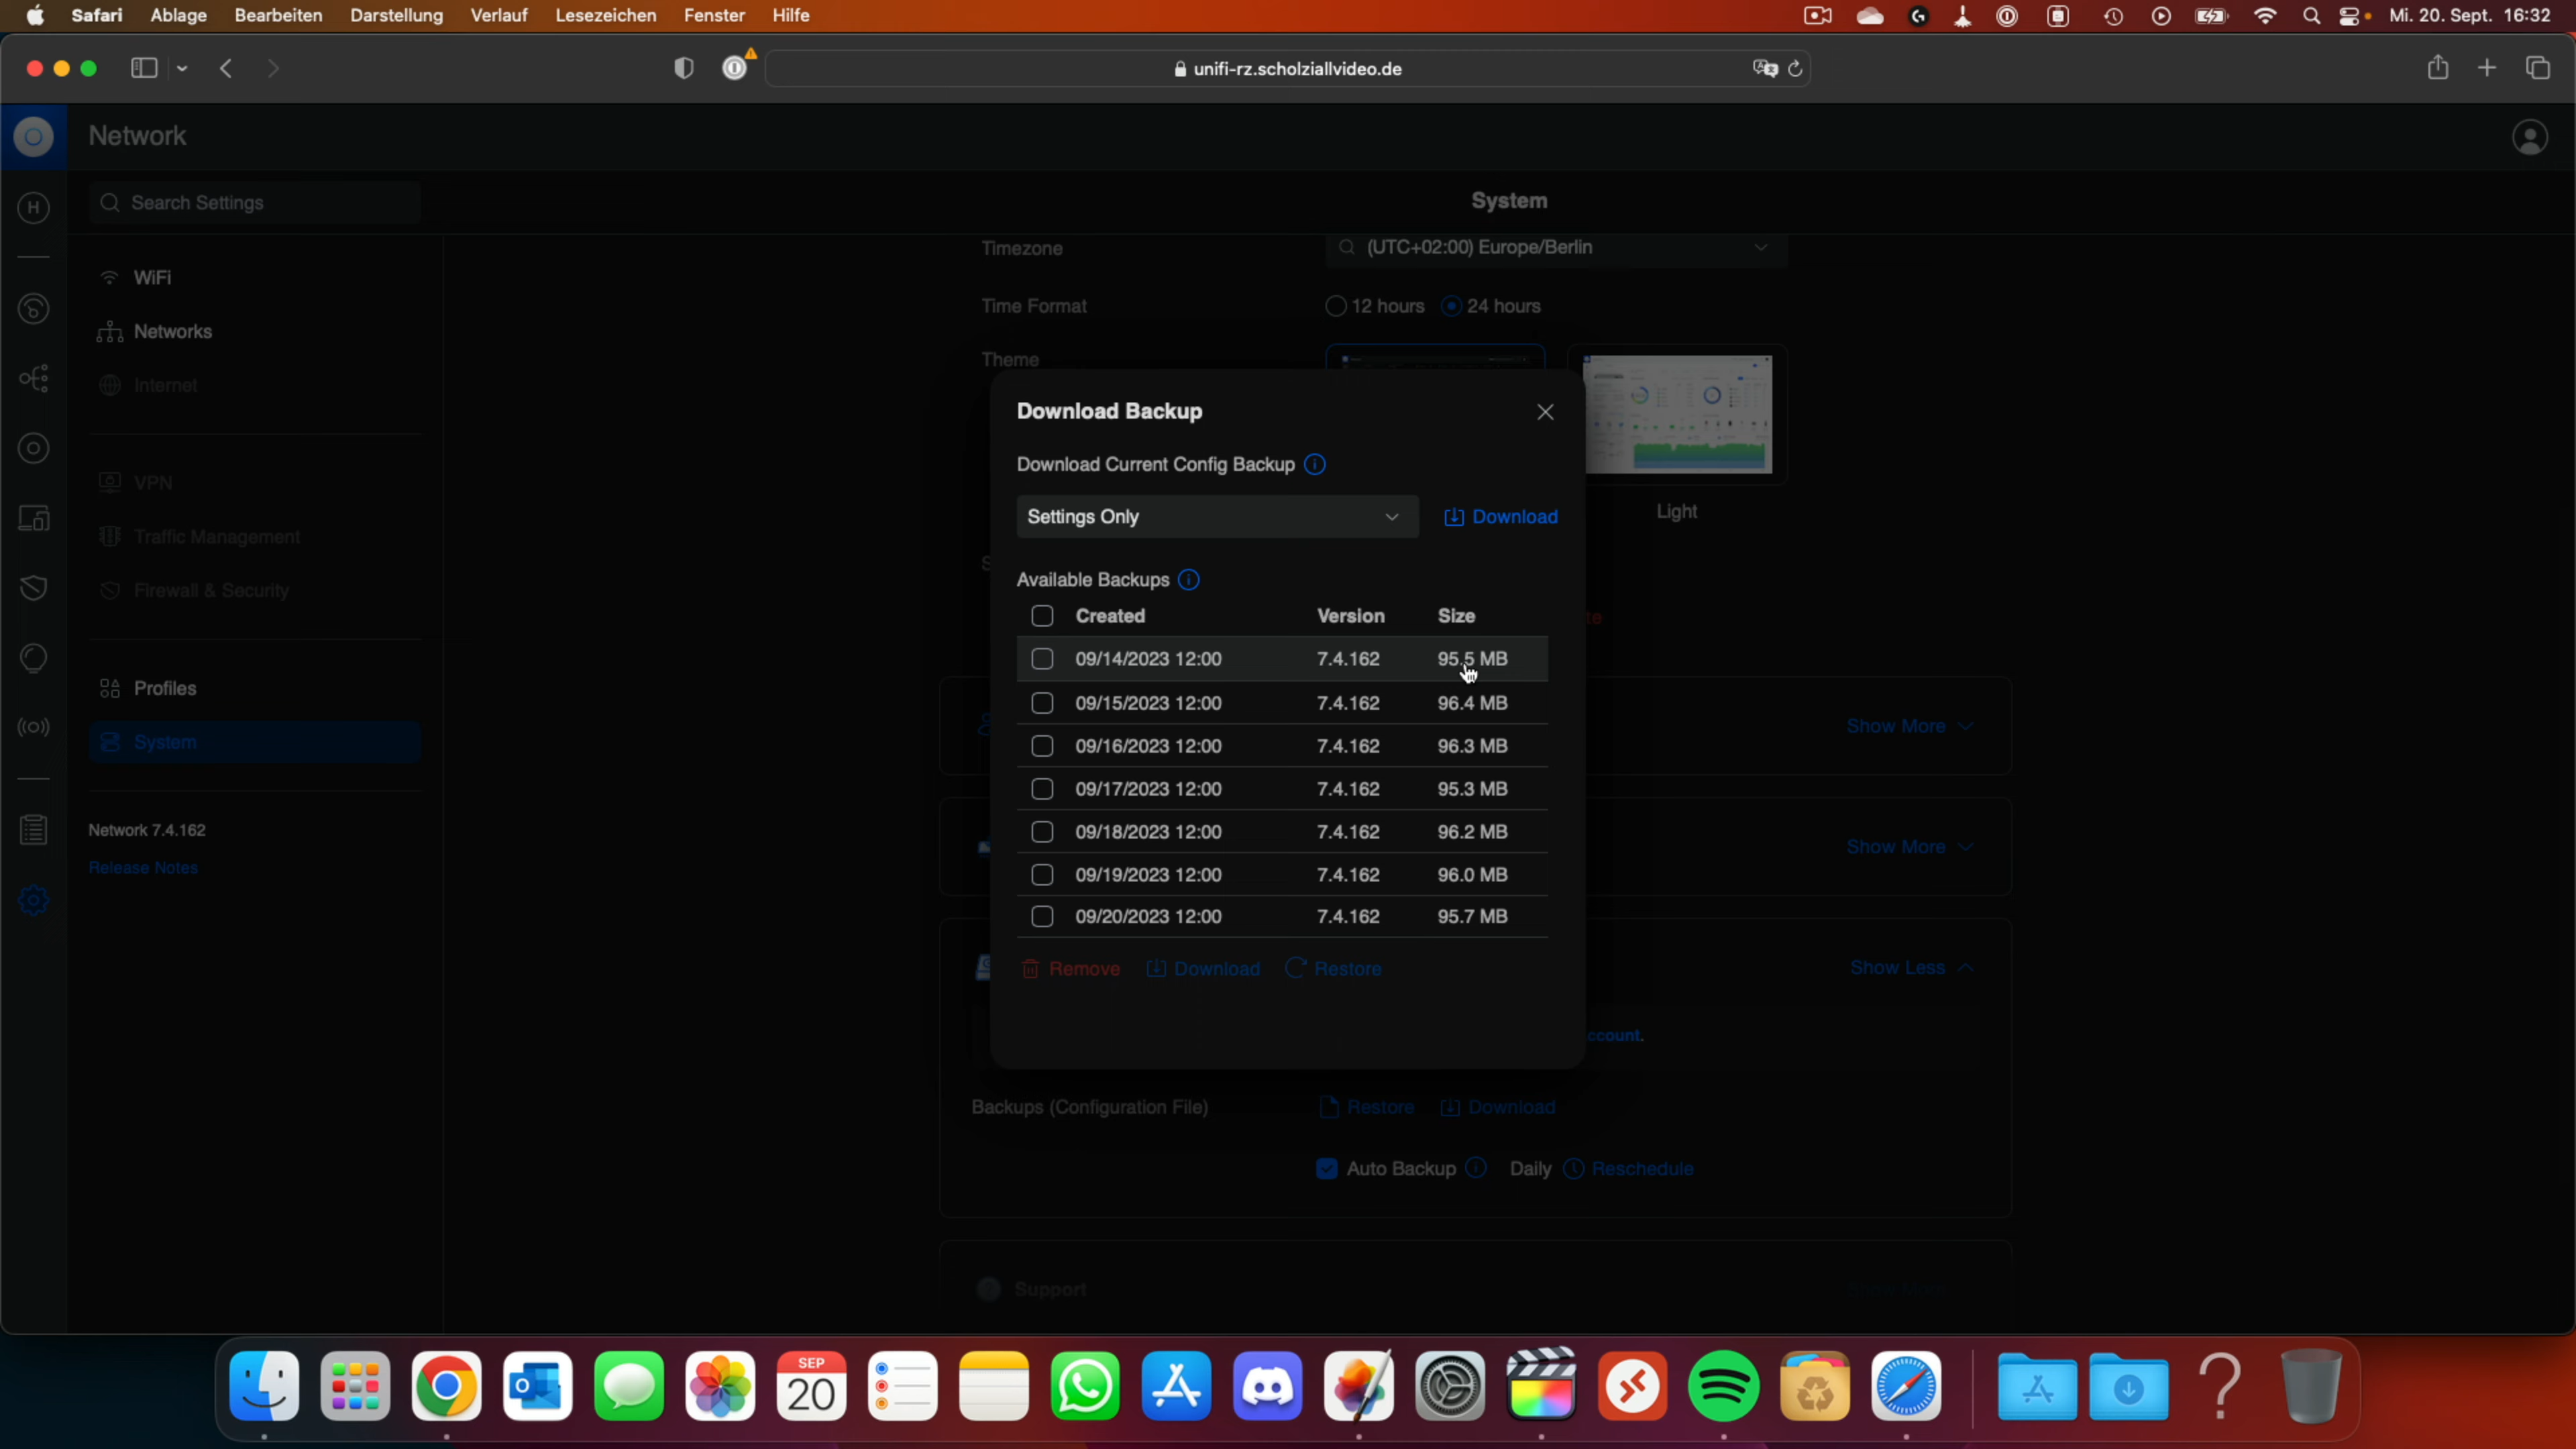 Safari Ablage Bearbeiten Darstellung Verlauf Lesezeichen Fenster Hilfe Mi. 20. Sept. 16:32
unifi-rz.scholziallvideo.de
Network
Search Settings
System
WiFi
Networks
Internet
VPN
Traffic Management
Firewall & Security
Profiles
System
Network 7.4.162
Release Notes
Timezone (UTC+02:00) Europe/Berlin
Time Format 12 hours 24 hours
Theme
Light
Download Backup
Download Current Config Backup
Settings Only Download
Available Backups
Created Version Size
09/14/2023 12:00 7.4.162 95.5 MB
09/15/2023 12:00 7.4.162 96.4 MB
09/16/2023 12:00 7.4.162 96.3 MB
09/17/2023 12:00 7.4.162 95.3 MB
09/18/2023 12:00 7.4.162 96.2 MB
09/19/2023 12:00 7.4.162 96.0 MB
09/20/2023 12:00 7.4.162 95.7 MB
Remove Download Restore
Show More
Show More
Show Less
ccount.
Backups (Configuration File) Restore Download
Auto Backup Daily Reschedule
Support
SEP
20